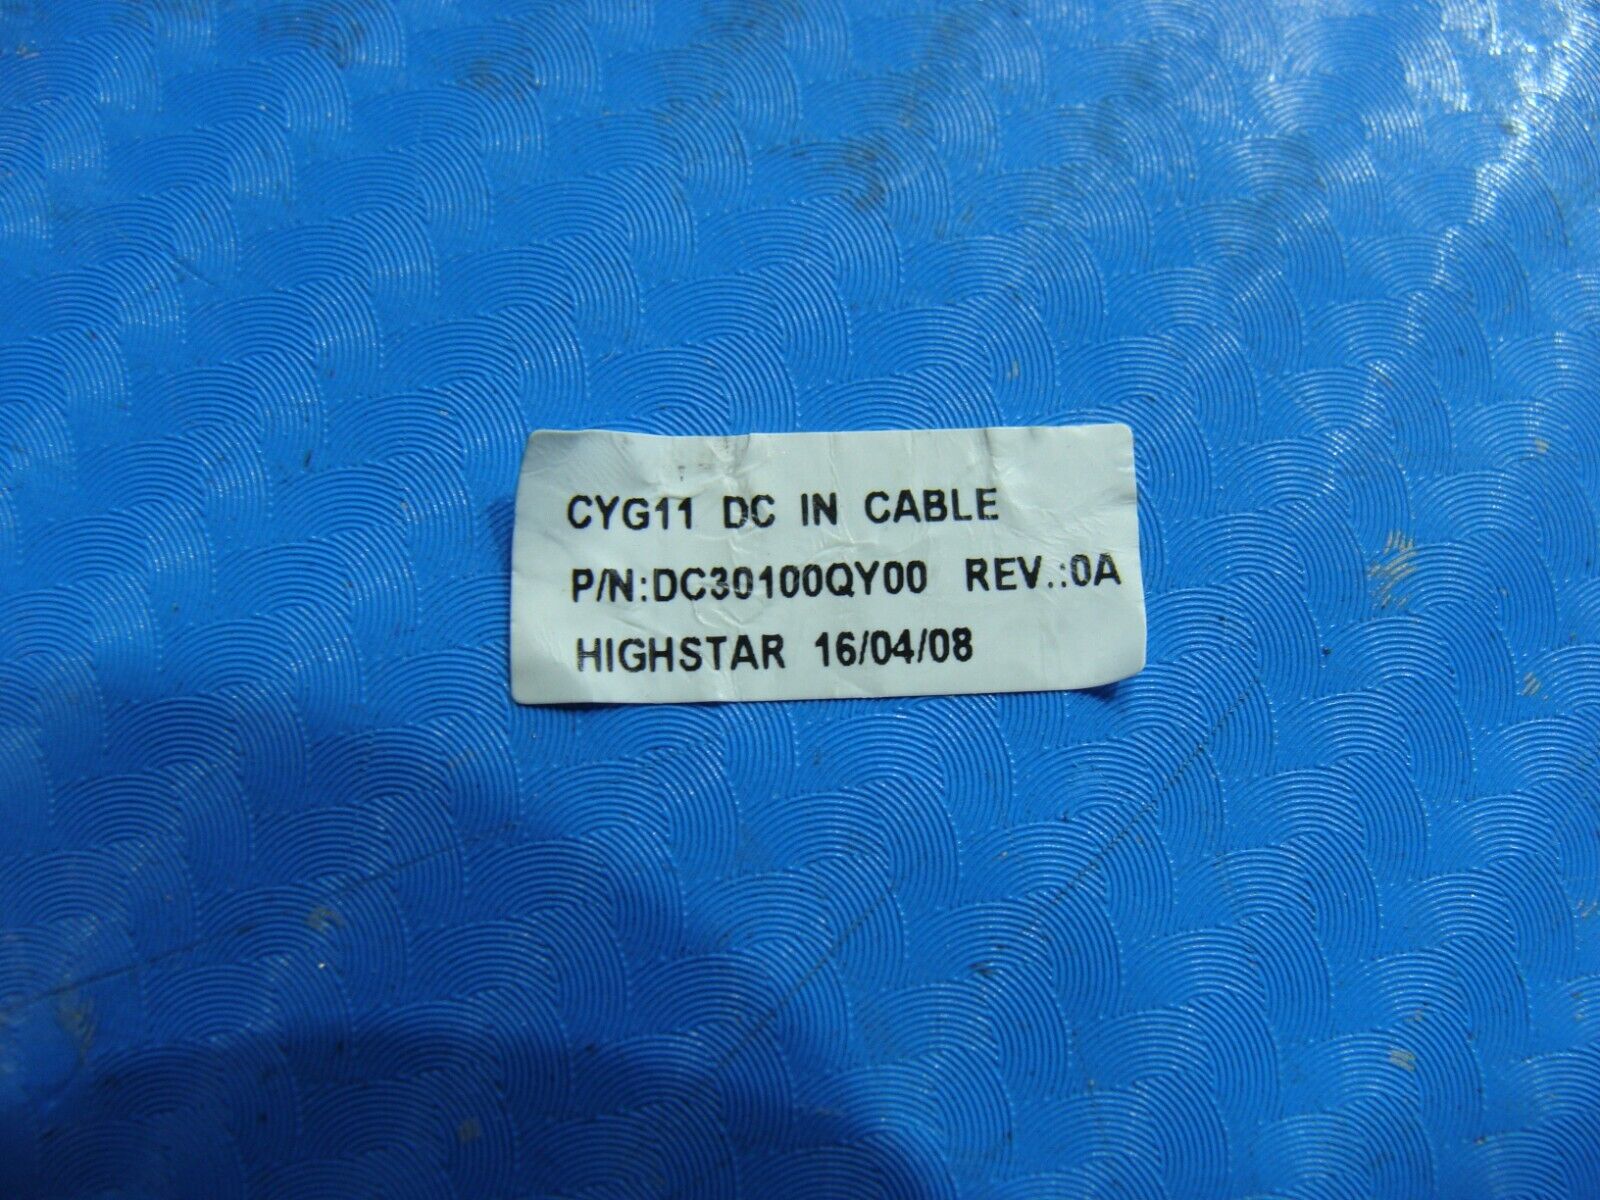 CYG11 DC IN CABLE
P/N:DC30100QY00 REV.:0A
HIGHSTAR 16/04/08